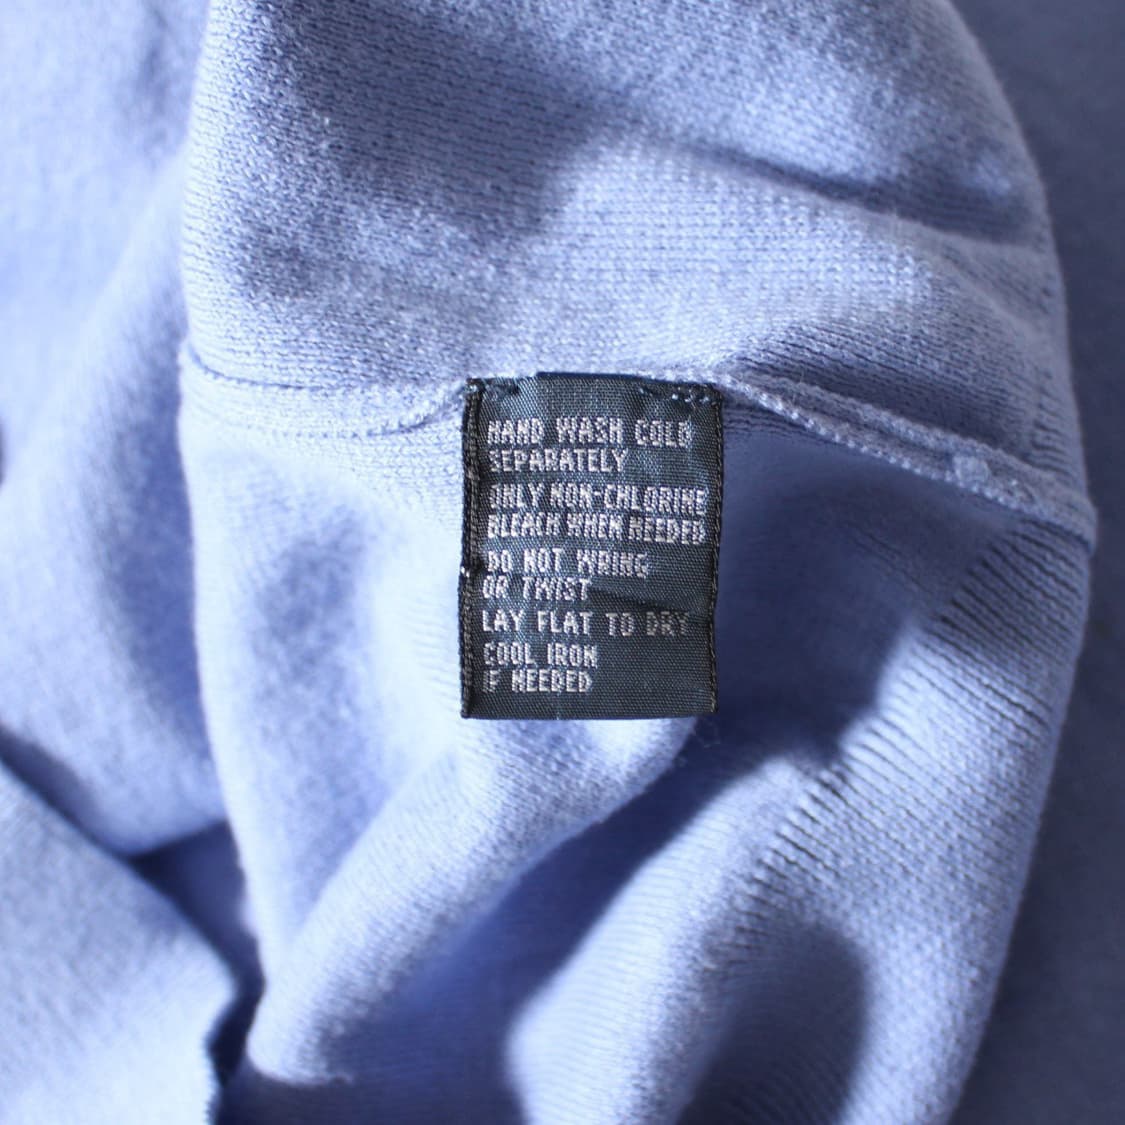 HAND WASH COLD
SEPARATELY
ONLY NON-CHLORINE
BLEACH WHEN NEEDED
DO NOT WRING
OR TWIST
LAY FLAT TO DRY
COOL IRON
IF NEEDED